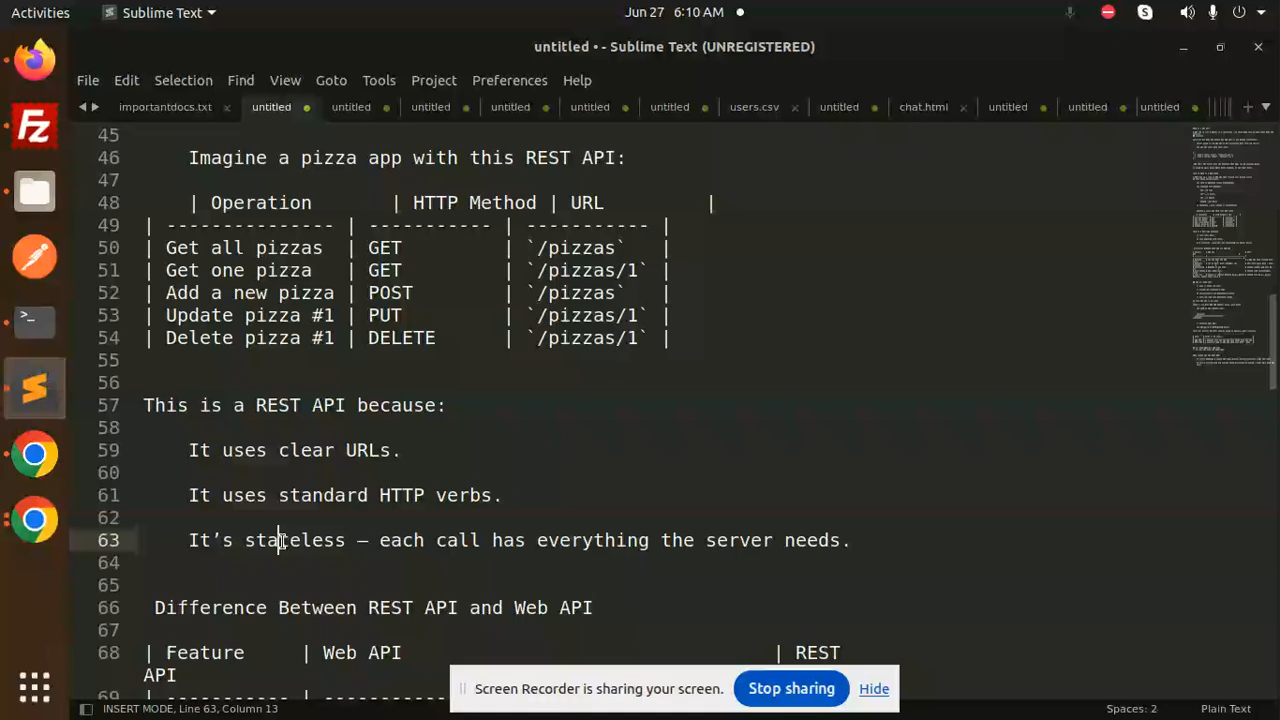 Activities Sublime Text Jun 27 6:10 AM
untitled • - Sublime Text (UNREGISTERED)
File Edit Selection Find View Goto Tools Project Preferences Help
importantdocs.txt untitled untitled untitled untitled untitled untitled users.csv untitled chat.html untitled untitled untitled
45
46 Imagine a pizza app with this REST API:
47
48 | Operation | HTTP Method | URL |
49 | --------------- | ----------- | ----------- |
50 | Get all pizzas | GET `/pizzas` |
51 | Get one pizza | GET `/pizzas/1` |
52 | Add a new pizza | POST `/pizzas` |
53 | Update pizza #1 | PUT `/pizzas/1` |
54 | Delete pizza #1 | DELETE `/pizzas/1` |
55
56
57 This is a REST API because:
58
59 It uses clear URLs.
60
61 It uses standard HTTP verbs.
62
63 It’s stateless — each call has everything the server needs.
64
65
66 Difference Between REST API and Web API
67
68 | Feature | Web API | REST
API
69 | ----------- | -----------
Screen Recorder is sharing your screen. Stop sharing Hide
INSERT MODE, Line 63, Column 13 Spaces: 2 Plain Text